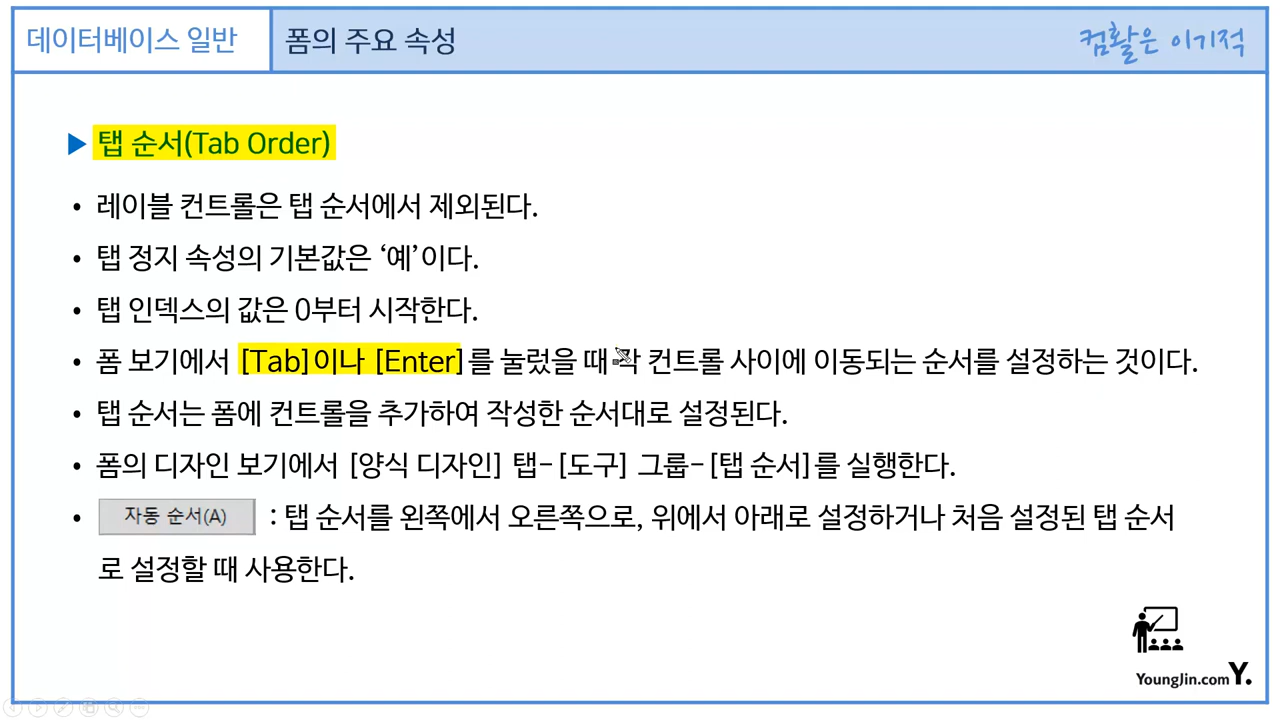 데이터베이스 일반
폼의 주요 속성
컴활은 이기적
▶ 탭 순서(Tab Order)
• 레이블 컨트롤은 탭 순서에서 제외된다.
• 탭 정지 속성의 기본값은 ‘예’이다.
• 탭 인덱스의 값은 0부터 시작한다.
• 폼 보기에서 [Tab]이나 [Enter]를 눌렀을 때 각 컨트롤 사이에 이동되는 순서를 설정하는 것이다.
• 탭 순서는 폼에 컨트롤을 추가하여 작성한 순서대로 설정된다.
• 폼의 디자인 보기에서 [양식 디자인] 탭-[도구] 그룹-[탭 순서]를 실행한다.
• 자동 순서(A) : 탭 순서를 왼쪽에서 오른쪽으로, 위에서 아래로 설정하거나 처음 설정된 탭 순서
로 설정할 때 사용한다.
YoungJin.com Y.